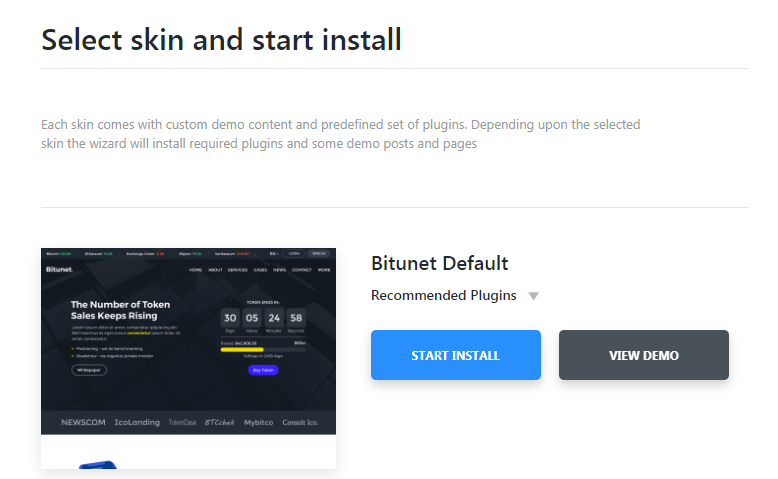 Select skin and start install
Each skin comes with custom demo content and predefined set of plugins. Depending upon the selected
skin the wizard will install required plugins and some demo posts and pages
Bitunet.
HOME ABOUT SERVICES CASES NEWS CONTACT MORE
The Number of Token
Sales Keeps Rising
TOKEN ENDS IN:
30 05 24 58
Days Hours Minutes Seconds
Whitepaper
Buy Token
NEWSCOM IcoLanding TokenCasa BTCchek Mybitco Consult Ico.
Bitunet Default
Recommended Plugins
START INSTALL
VIEW DEMO